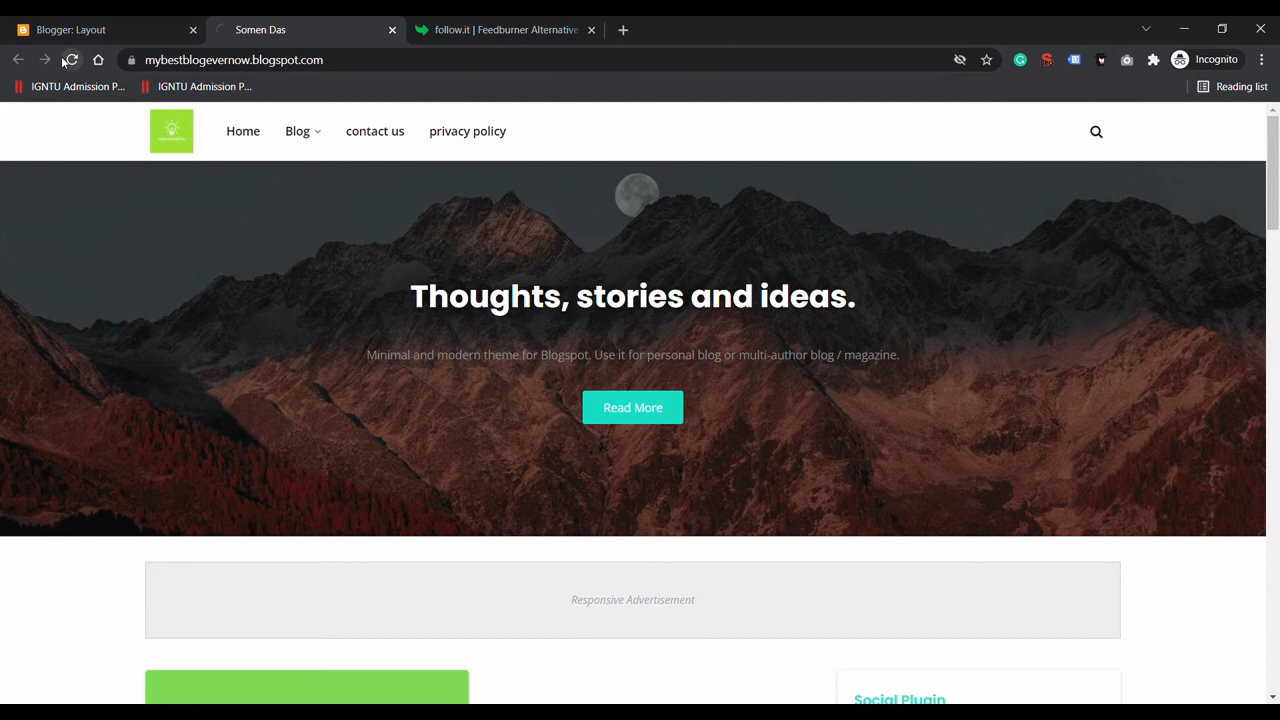 Blogger: Layout
Somen Das
follow.it | Feedburner Alternative
mybestblogevernow.blogspot.com
Incognito
IGNTU Admission P...
IGNTU Admission P...
Reading list
Home
Blog
contact us
privacy policy
Thoughts, stories and ideas.
Minimal and modern theme for Blogspot. Use it for personal blog or multi-author blog / magazine.
Read More
Responsive Advertisement
Social Plugin